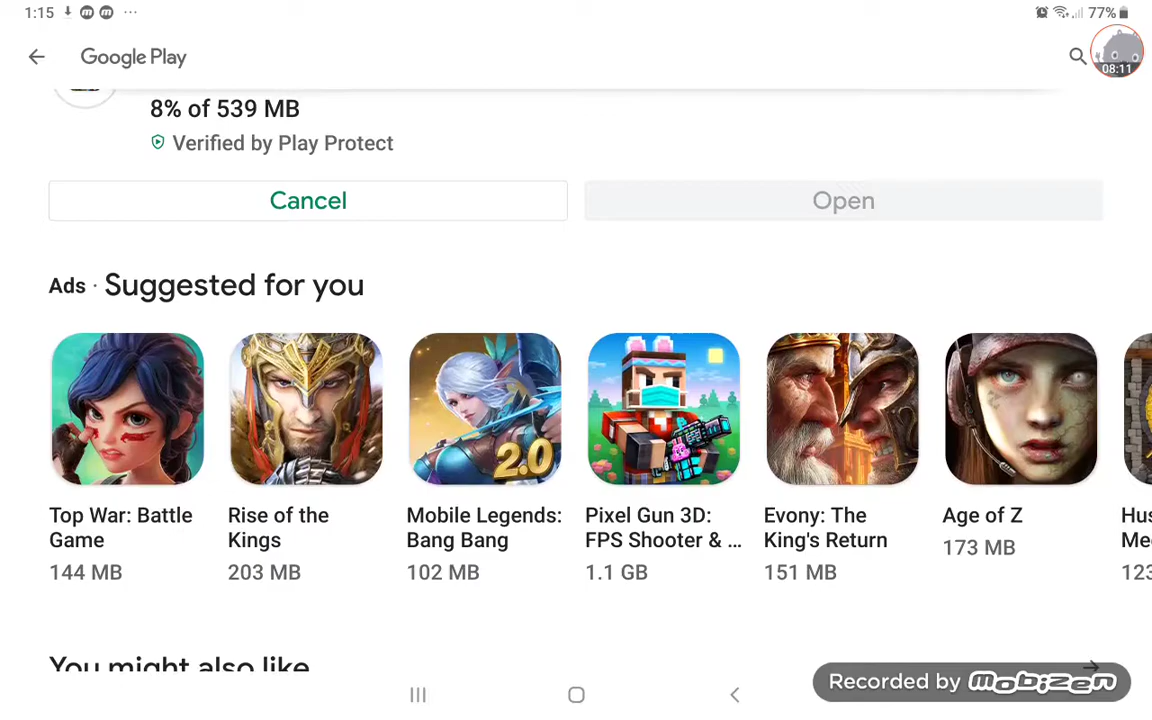 1:15 77%
Google Play
08:11
8% of 539 MB
Verified by Play Protect
Cancel Open
Ads · Suggested for you
2.0
Top War: Battle Game
144 MB
Rise of the Kings
203 MB
Mobile Legends: Bang Bang
102 MB
Pixel Gun 3D: FPS Shooter & ...
1.1 GB
Evony: The King's Return
151 MB
Age of Z
173 MB
You might also like
Recorded by mobizen